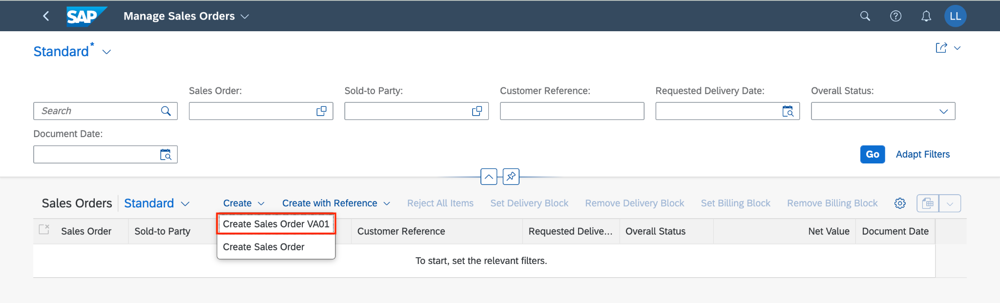 SAP Manage Sales Orders LL
Standard*
Sales Order: Sold-to Party: Customer Reference: Requested Delivery Date: Overall Status:
Search
Document Date:
Go Adapt Filters
Sales Orders Standard Create Create with Reference Reject All Items Set Delivery Block Remove Delivery Block Set Billing Block Remove Billing Block
Create Sales Order VA01
Sales Order Sold-to Party Customer Reference Requested Delive... Overall Status Net Value Document Date
Create Sales Order
To start, set the relevant filters.